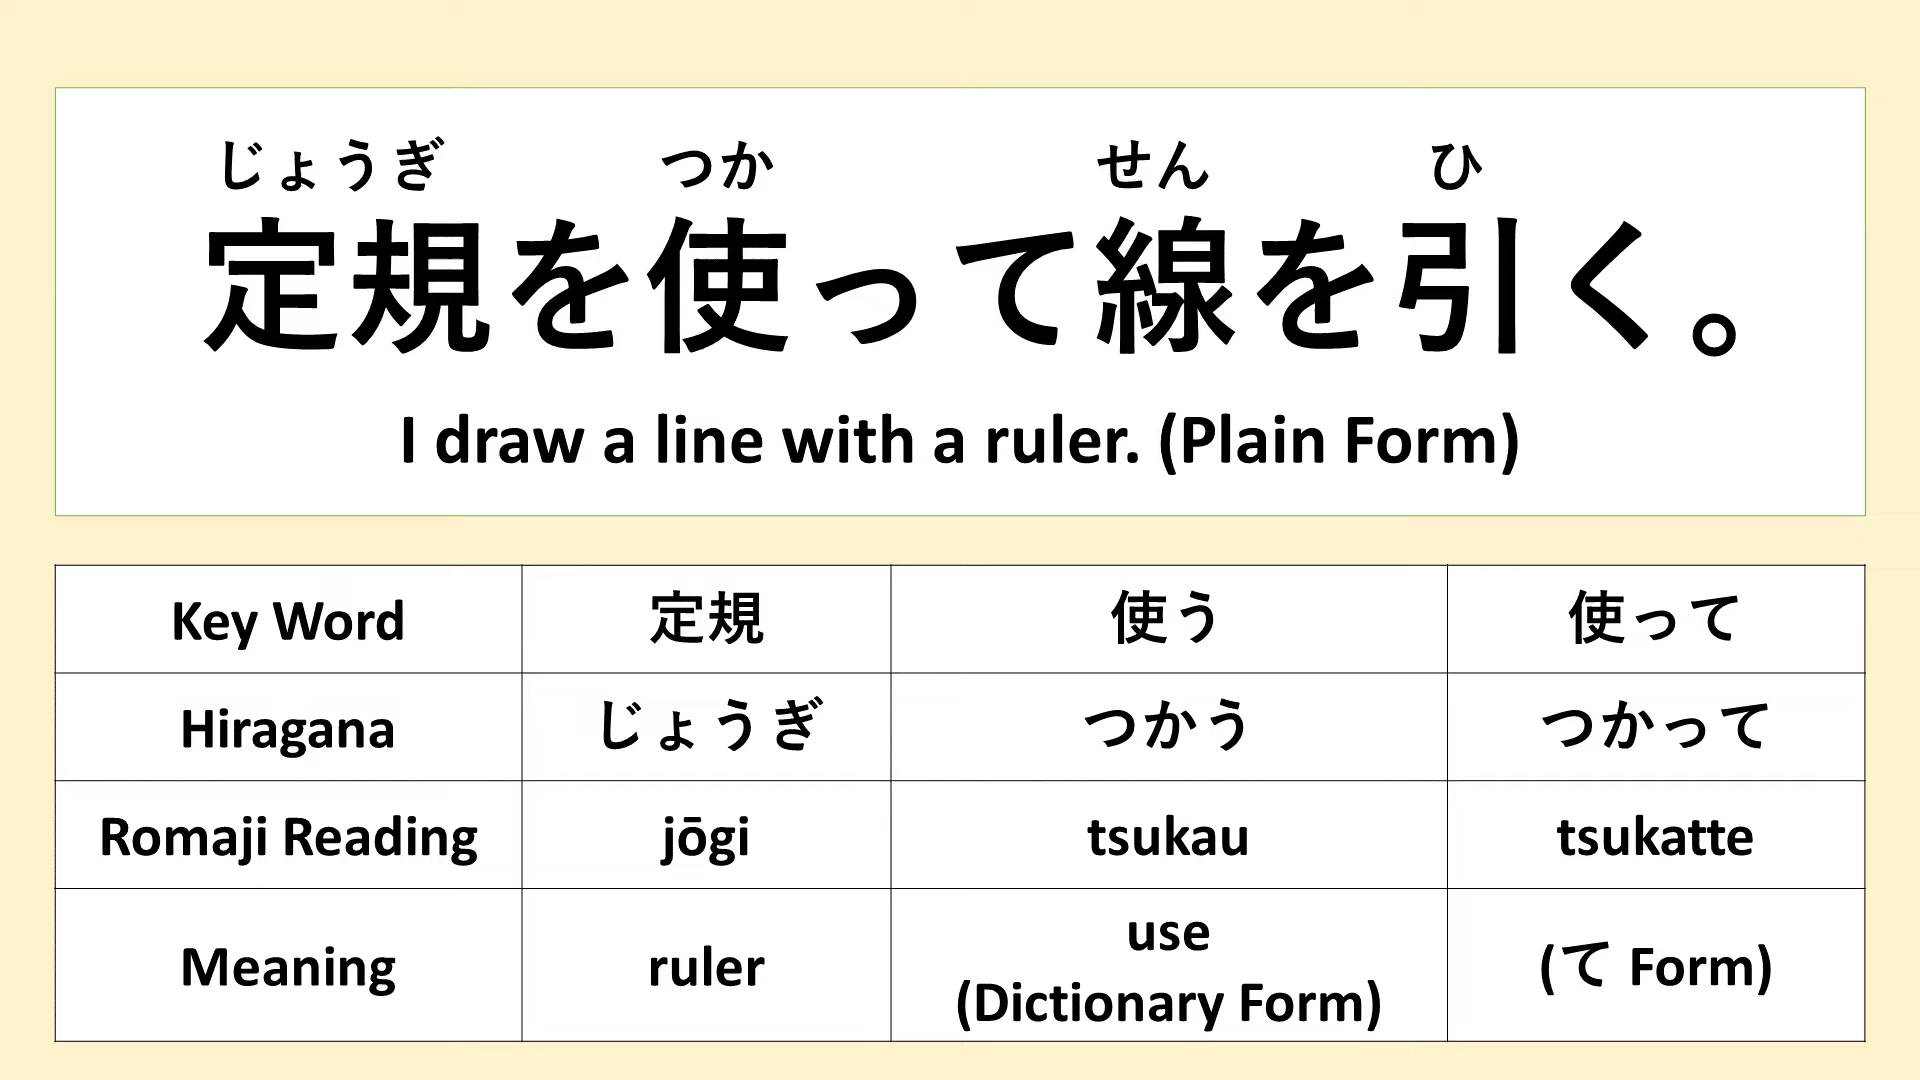 じょうぎ つか せん ひ
定規を使って線を引く。
I draw a line with a ruler. (Plain Form)
Key Word 定規 使う 使って
Hiragana じょうぎ つかう つかって
Romaji Reading jōgi tsukau tsukatte
Meaning ruler use (Dictionary Form) (て Form)